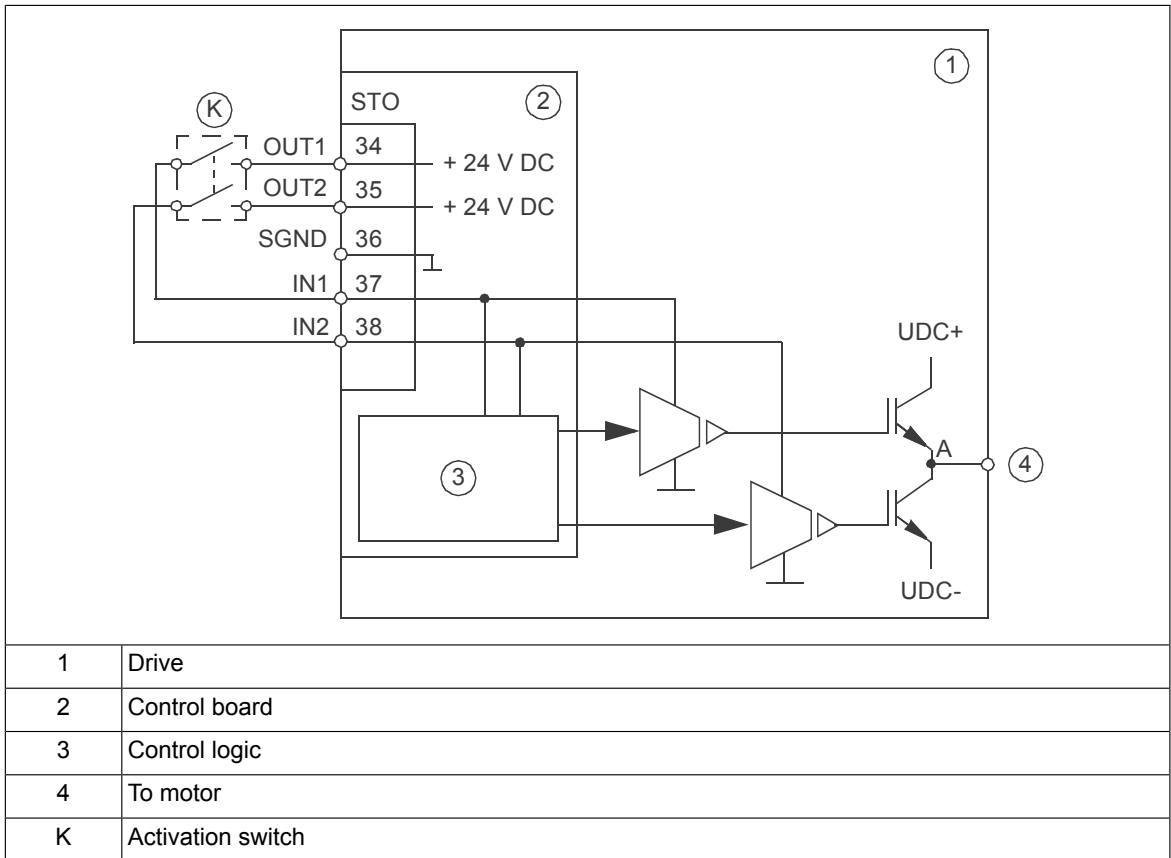 1
STO
2
K
OUT1 34 + 24 V DC
OUT2 35 + 24 V DC
SGND 36
IN1 37
IN2 38
UDC+
A
3
4
UDC-
1 Drive
2 Control board
3 Control logic
4 To motor
K Activation switch